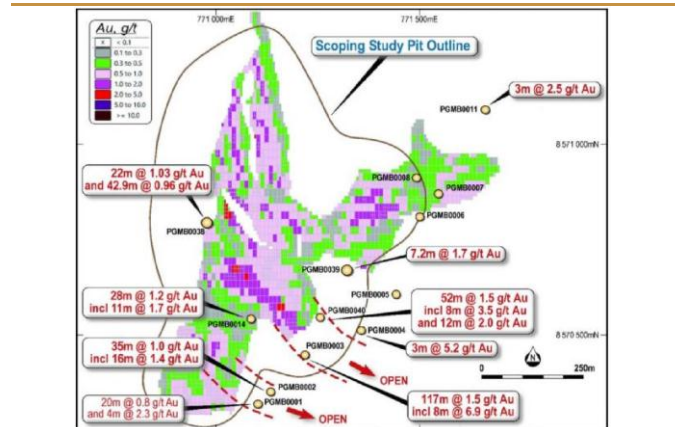 771 000mE
771 500mE
Au, g/t
x < 0.1
0.1 to 0.3
0.3 to 0.5
0.5 to 1.0
1.0 to 2.0
2.0 to 5.0
5.0 to 10.0
>= 10.0
Scoping Study Pit Outline
3m @ 2.5 g/t Au
PGMB0011
8 571 000mN
22m @ 1.03 g/t Au
and 42.9m @ 0.96 g/t Au
PGMB0008
PGMB0007
PGMB0006
PGMB0038
7.2m @ 1.7 g/t Au
PGMB0039
PGMB0005
28m @ 1.2 g/t Au
incl 11m @ 1.7 g/t Au
52m @ 1.5 g/t Au
incl 8m @ 3.5 g/t Au
and 12m @ 2.0 g/t Au
PGMB0040
PGMB0014
PGMB0004
8 570 500mN
35m @ 1.0 g/t Au
incl 16m @ 1.4 g/t Au
PGMB0003
3m @ 5.2 g/t Au
N
OPEN
0
250m
PGMB0002
20m @ 0.8 g/t Au
and 4m @ 2.3 g/t Au
PGMB0001
OPEN
117m @ 1.5 g/t Au
incl 8m @ 6.9 g/t Au